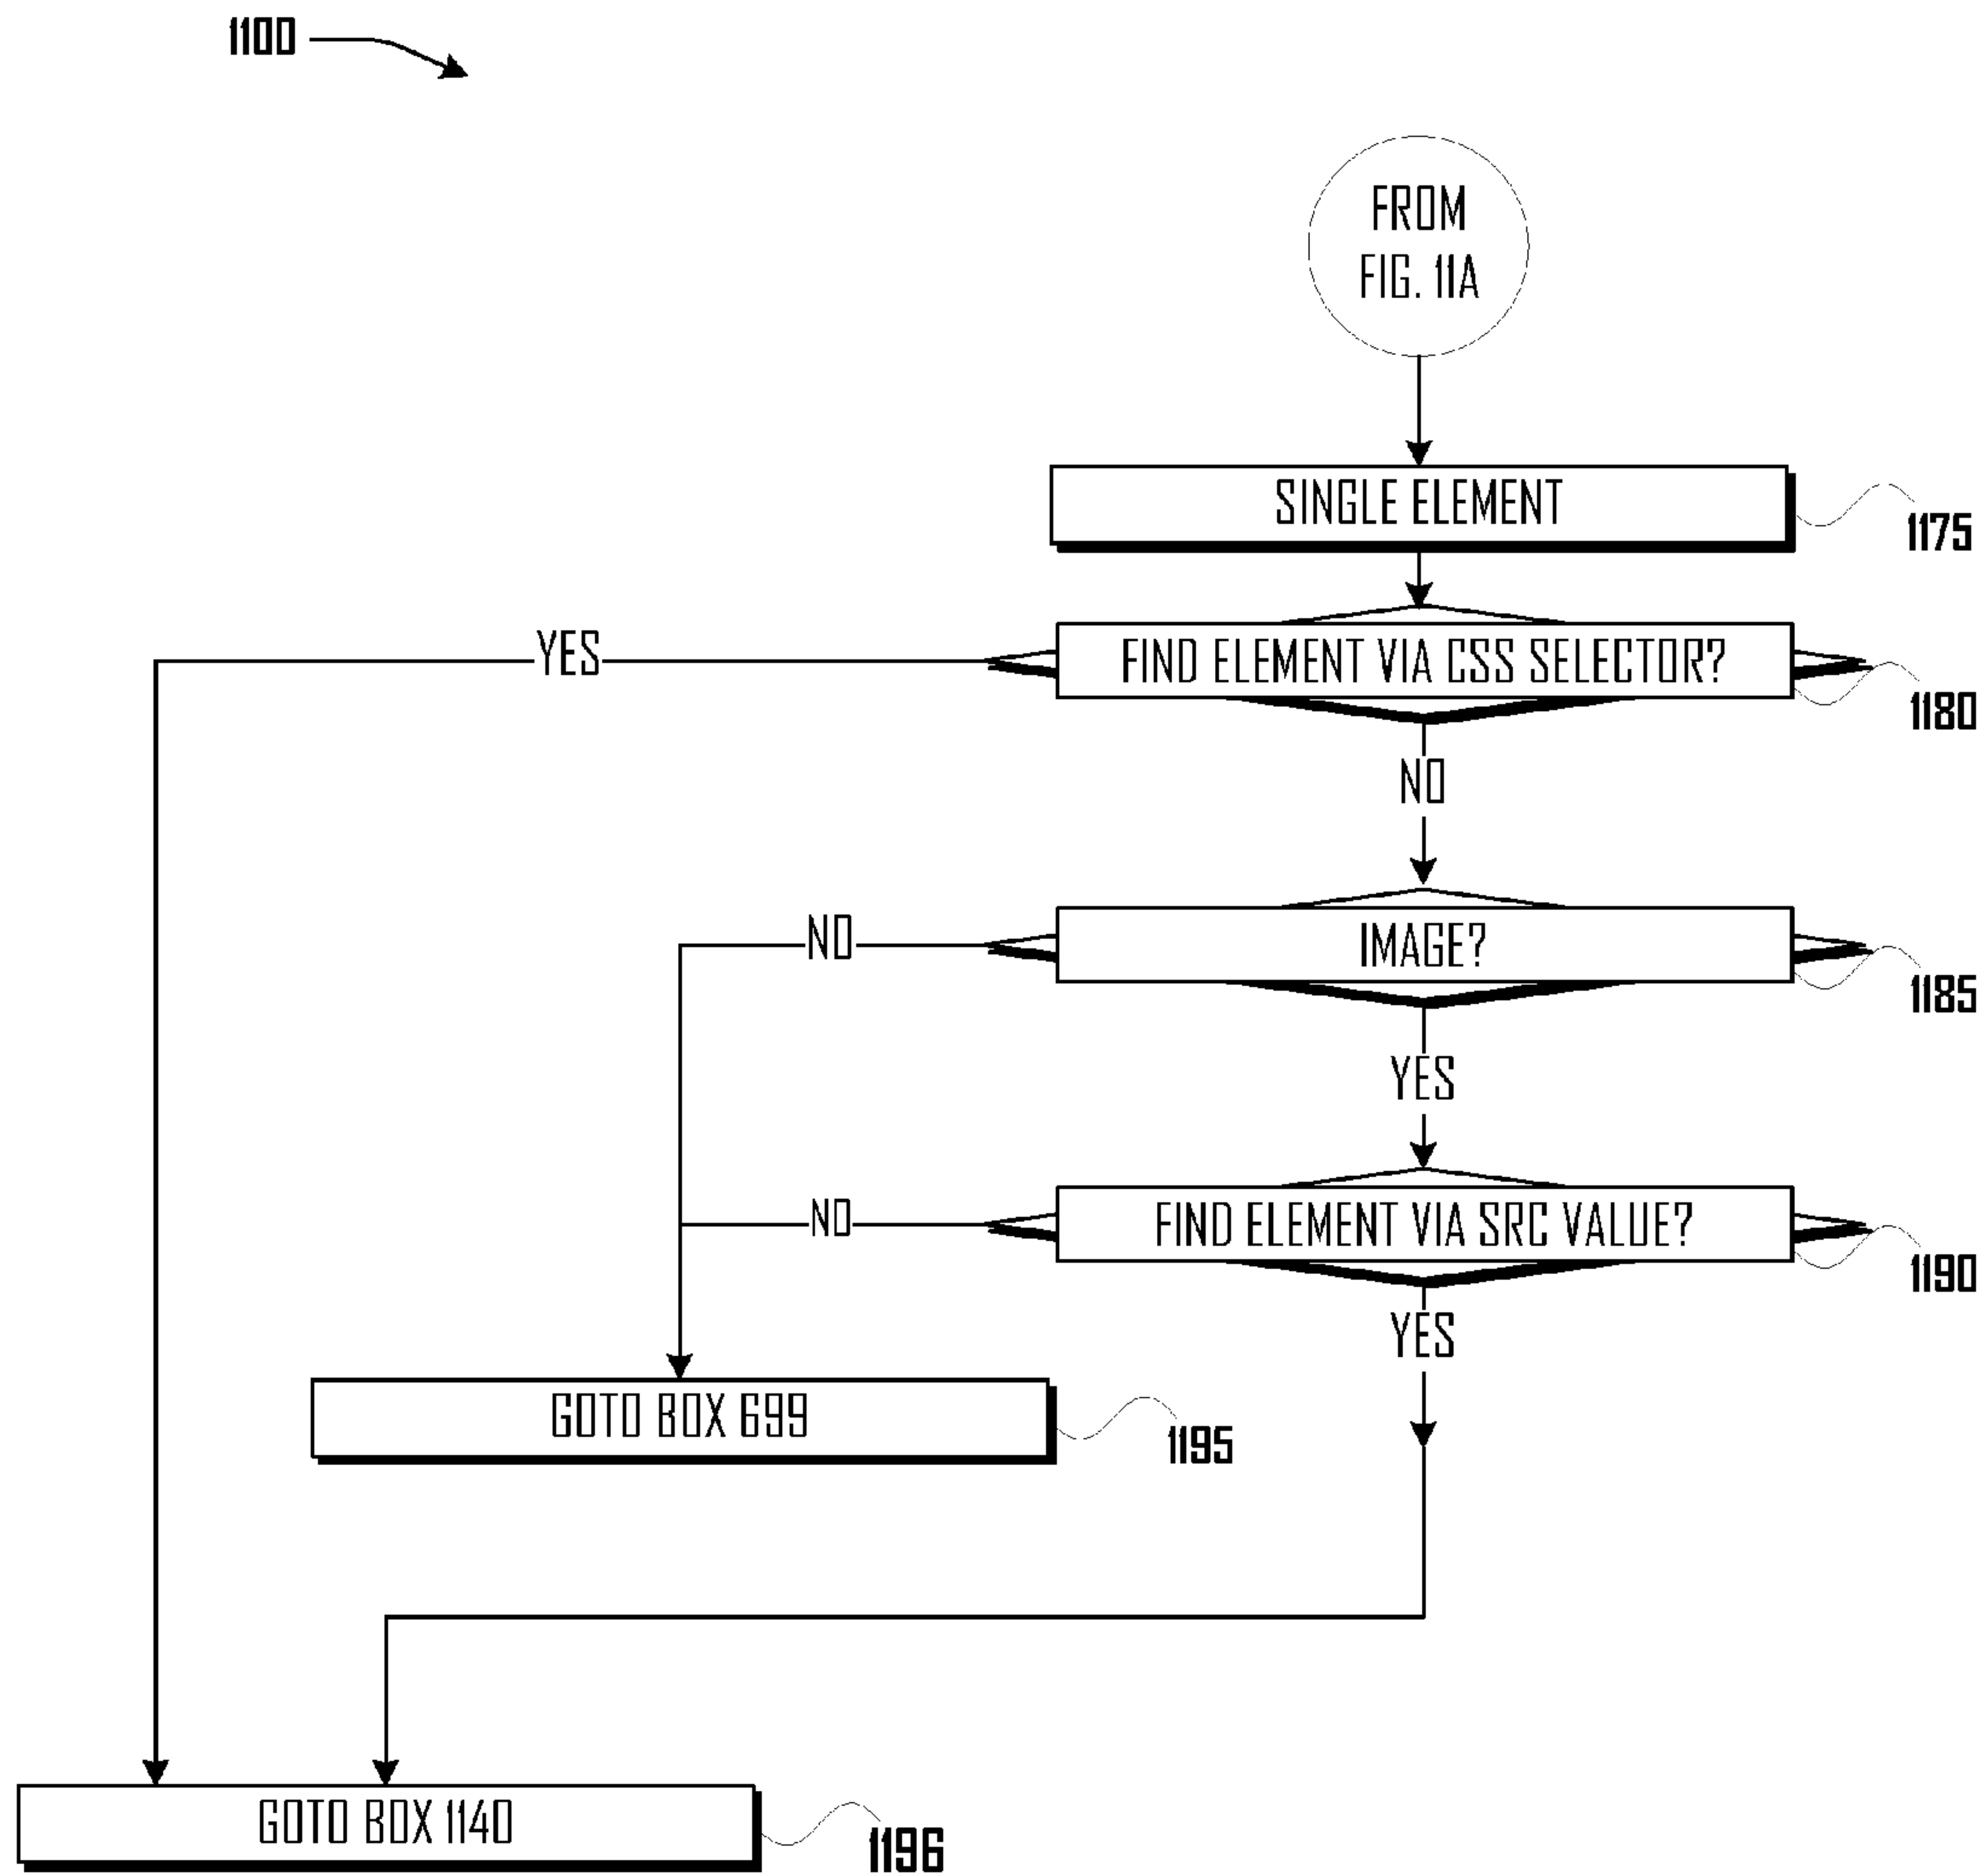 1100
FROM
FIG. 11A
SINGLE ELEMENT
1175
YES
FIND ELEMENT VIA CSS SELECTOR?
1180
NO
NO
IMAGE?
1185
YES
NO
FIND ELEMENT VIA SRC VALUE?
1190
YES
GOTO BOX 699
1195
GOTO BOX 1140
1196